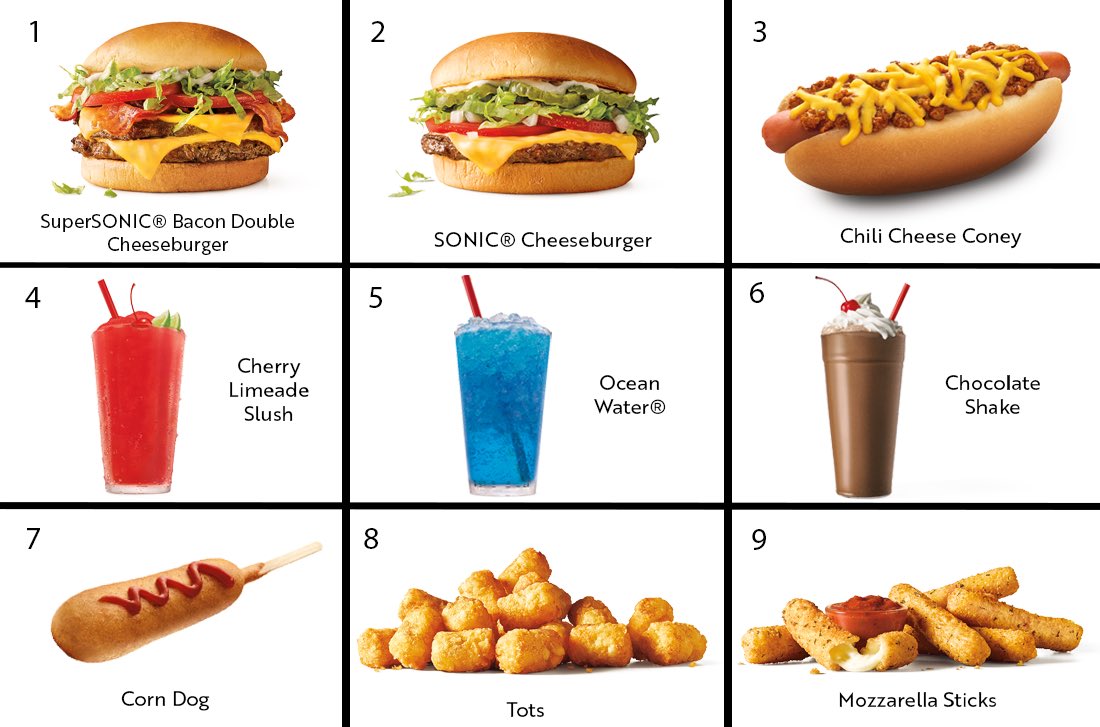 1
SuperSONIC® Bacon Double
Cheeseburger
2
SONIC® Cheeseburger
3
Chili Cheese Coney
4
Cherry
Limeade
Slush
5
Ocean
Water®
6
Chocolate
Shake
7
Corn Dog
8
Tots
9
Mozzarella Sticks